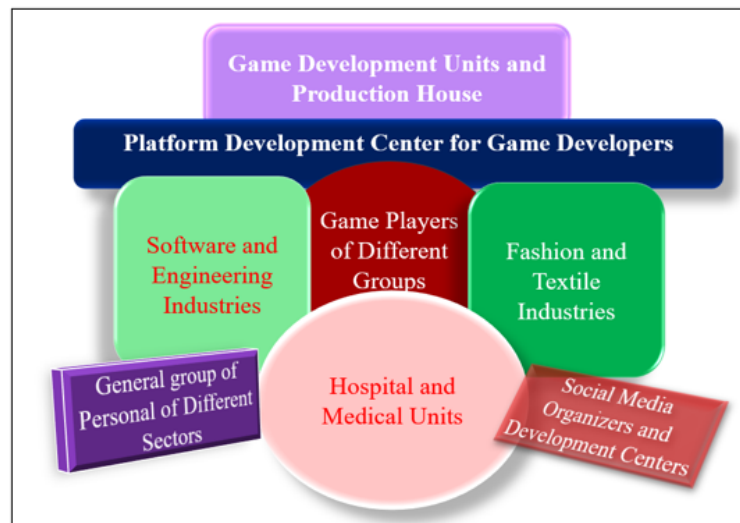 Game Development Units and
Production House
Platform Development Center for Game Developers
Software and
Engineering
Industries
Game Players
of Different
Groups
Fashion and
Textile
Industries
General group of
Personal of Different
Sectors
Hospital and
Medical Units
Social Media
Organizers and
Development Centers